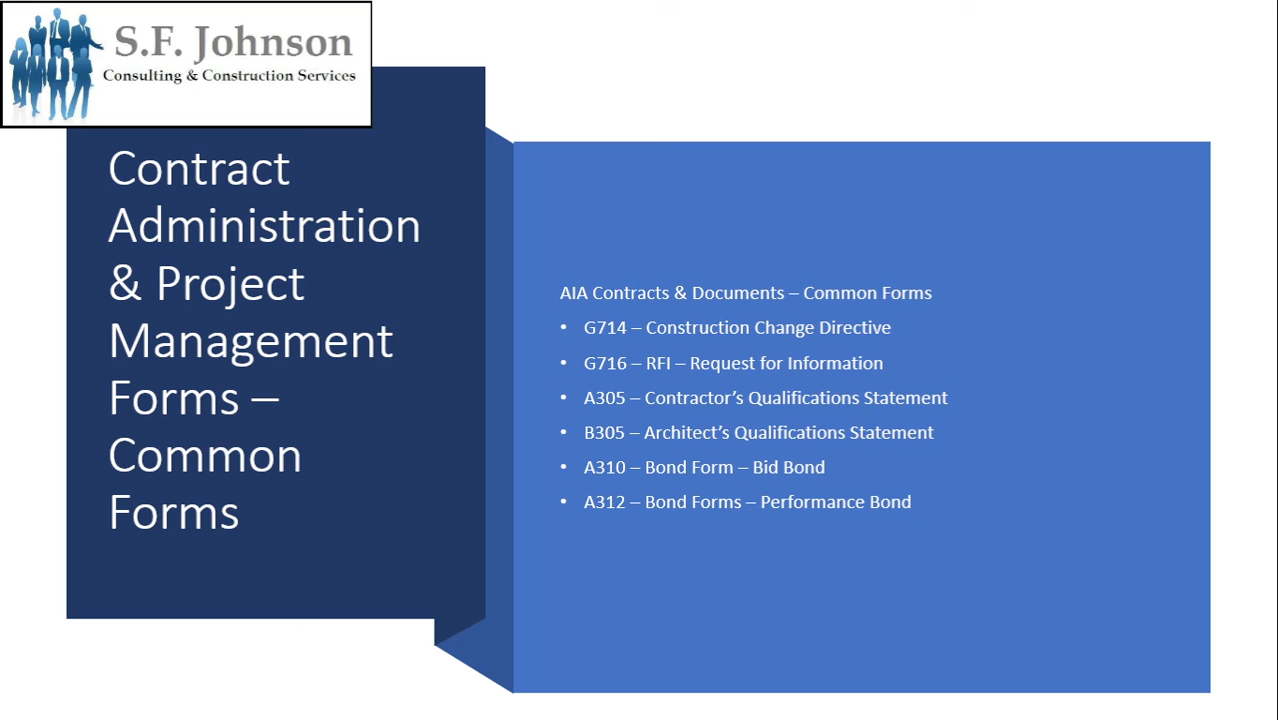 S.F. Johnson
Consulting & Construction Services
Contract
Administration
& Project
Management
Forms –
Common
Forms
AIA Contracts & Documents – Common Forms
• G714 – Construction Change Directive
• G716 – RFI – Request for Information
• A305 – Contractor’s Qualifications Statement
• B305 – Architect’s Qualifications Statement
• A310 – Bond Form – Bid Bond
• A312 – Bond Forms – Performance Bond